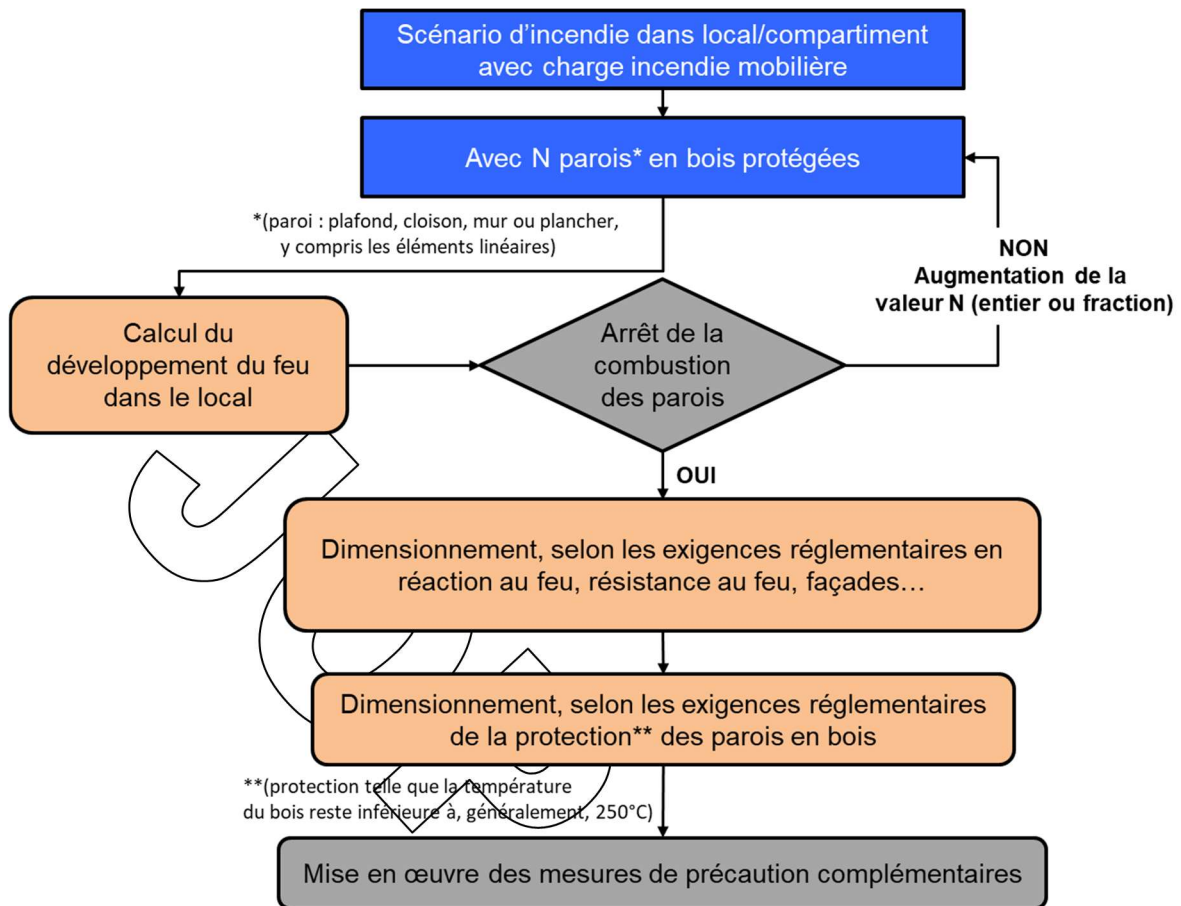 Scénario d'incendie dans local/compartiment
avec charge incendie mobilière
Avec N parois* en bois protégées
*(paroi : plafond, cloison, mur ou plancher,
y compris les éléments linéaires)
NON
Augmentation de la
valeur N (entier ou fraction)
Calcul du
développement du feu
dans le local
Arrêt de la
combustion
des parois
OUI
Dimensionnement, selon les exigences réglementaires en
réaction au feu, résistance au feu, façades…
Dimensionnement, selon les exigences réglementaires
de la protection** des parois en bois
**(protection telle que la température
du bois reste inférieure à, généralement, 250°C)
Mise en œuvre des mesures de précaution complémentaires